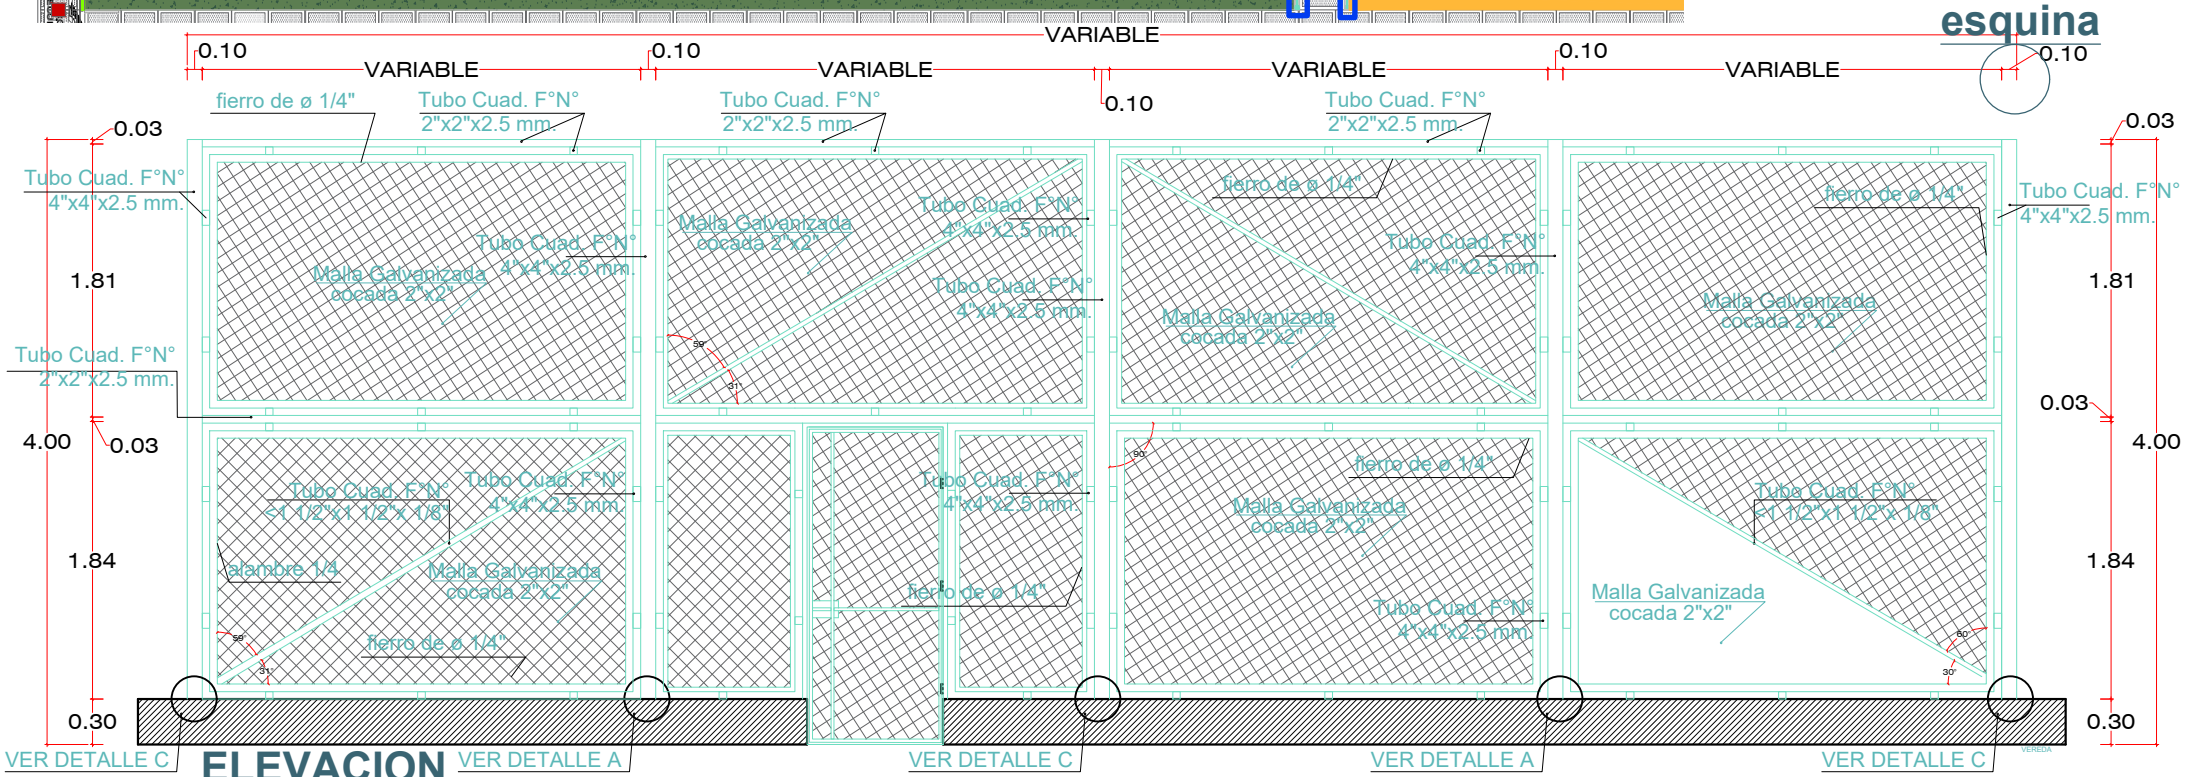 esquina
VARIABLE
0.10
0.10
0.10
0.10
VARIABLE
VARIABLE
VARIABLE
VARIABLE
0.10
fierro de ø 1/4"
Tubo Cuad. F°N°
2"x2"x2.5 mm.
Tubo Cuad. F°N°
2"x2"x2.5 mm.
Tubo Cuad. F°N°
2"x2"x2.5 mm.
0.03
0.03
Tubo Cuad. F°N°
4"x4"x2.5 mm.
fierro de ø 1/4"
fierro de ø 1/4"
Tubo Cuad. F°N°
4"x4"x2.5 mm.
Malla Galvanizada
cocada 2"x2"
Tubo Cuad. F°N°
4"x4"x2.5 mm.
Tubo Cuad. F°N°
4"x4"x2.5 mm.
Tubo Cuad. F°N°
4"x4"x2.5 mm.
Malla Galvanizada
cocada 2"x2"
Tubo Cuad. F°N°
4"x4"x2.5 mm.
Malla Galvanizada
cocada 2"x2"
Malla Galvanizada
cocada 2"x2"
1.81
1.81
59°
31°
Tubo Cuad. F°N°
2"x2"x2.5 mm.
0.03
4.00
0.03
4.00
90°
Tubo Cuad. F°N°
<1 1/2"x1 1/2"x 1/8"
Tubo Cuad. F°N°
4"x4"x2.5 mm.
Tubo Cuad. F°N°
4"x4"x2.5 mm.
fierro de ø 1/4"
Malla Galvanizada
cocada 2"x2"
Tubo Cuad. F°N°
<1 1/2"x1 1/2"x 1/8"
1.84
alambre 1/4
Malla Galvanizada
cocada 2"x2"
fierro de ø 1/4"
Tubo Cuad. F°N°
4"x4"x2.5 mm.
Malla Galvanizada
cocada 2"x2"
1.84
59°
31°
fierro de ø 1/4"
60°
30°
0.30
0.30
VEREDA
VER DETALLE C
ELEVACION
VER DETALLE A
VER DETALLE C
VER DETALLE A
VER DETALLE C